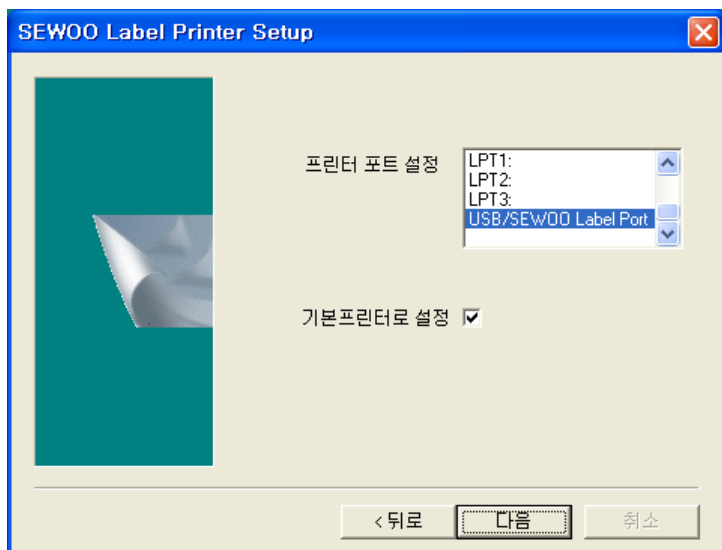 SEWOO Label Printer Setup
프린터 포트 설정
LPT1:
LPT2:
LPT3:
USB/SEWOO Label Port
기본프린터로 설정
< 뒤로
다음
취소